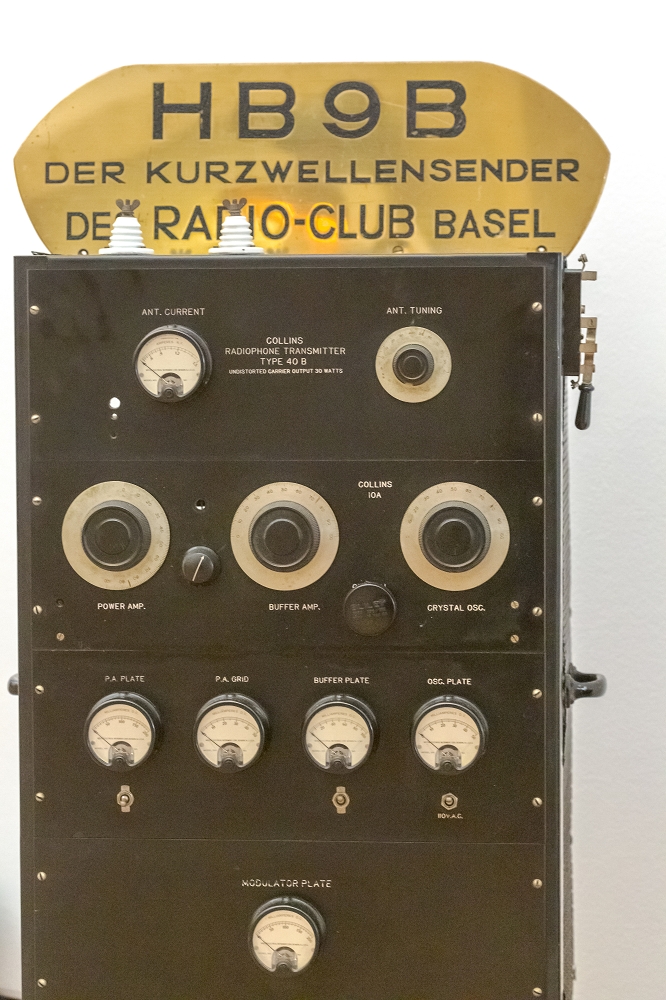 HB9B
DER KURZWELLENSENDER
DES RADIO-CLUB BASEL
ANT. CURRENT
ANT. TUNING
COLLINS
RADIOPHONE TRANSMITTER
TYPE 40 B
UNDISTORTED CARRIER OUTPUT 30 WATTS
COLLINS
10A
POWER AMP.
BUFFER AMP.
CRYSTAL OSC.
P.A. PLATE
P.A. GRID
BUFFER PLATE
OSC. PLATE
110V.A.C.
MODULATOR PLATE